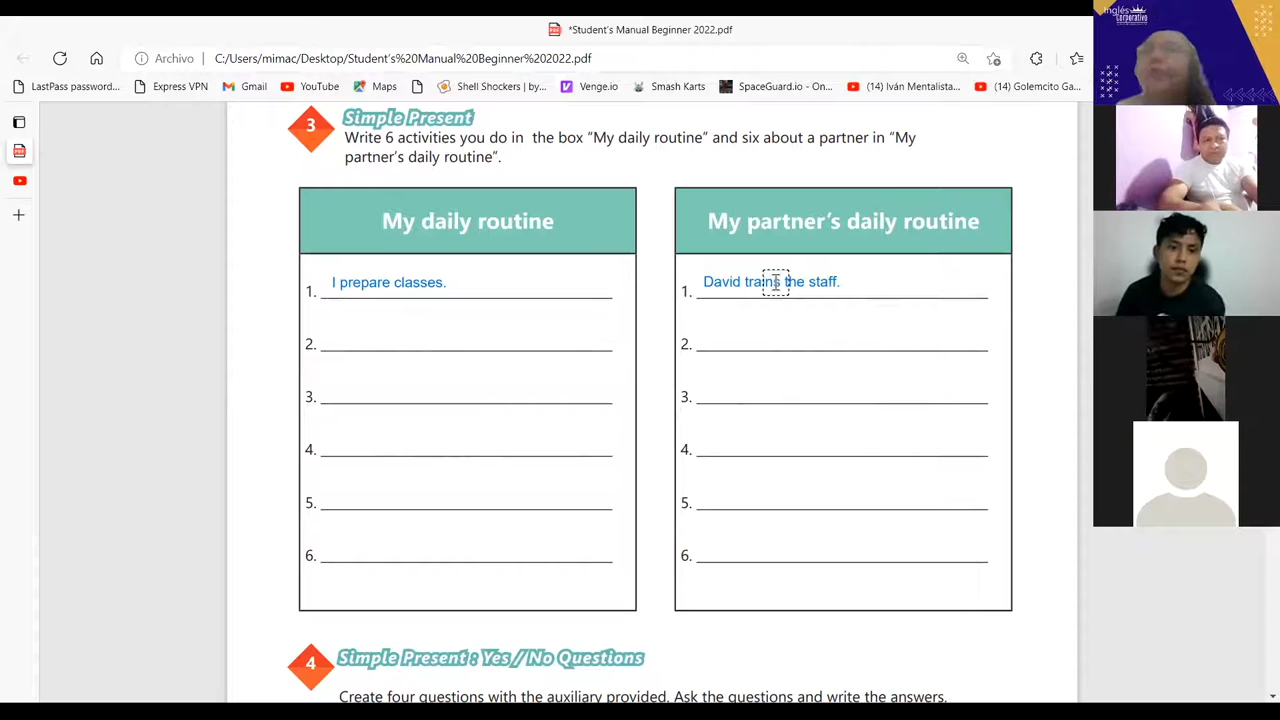 *Student's Manual Beginner 2022.pdf
Archivo
C:/Users/mimac/Desktop/Student's%20Manual%20Beginner%202022.pdf
LastPass password...
Express VPN
Gmail
YouTube
Maps
Shell Shockers | by...
Venge.io
Smash Karts
SpaceGuard.io - On...
(14) Iván Mentalista...
(14) Golemcito Ga...
Inglés
Corporativo
3
Simple Present
Write 6 activities you do in the box “My daily routine” and six about a partner in “My
partner’s daily routine”.
My daily routine
1. I prepare classes.
2.
3.
4.
5.
6.
My partner’s daily routine
1. David trains the staff.
2.
3.
4.
5.
6.
4
Simple Present : Yes / No Questions
Create four questions with the auxiliary provided. Ask the questions and write the answers.